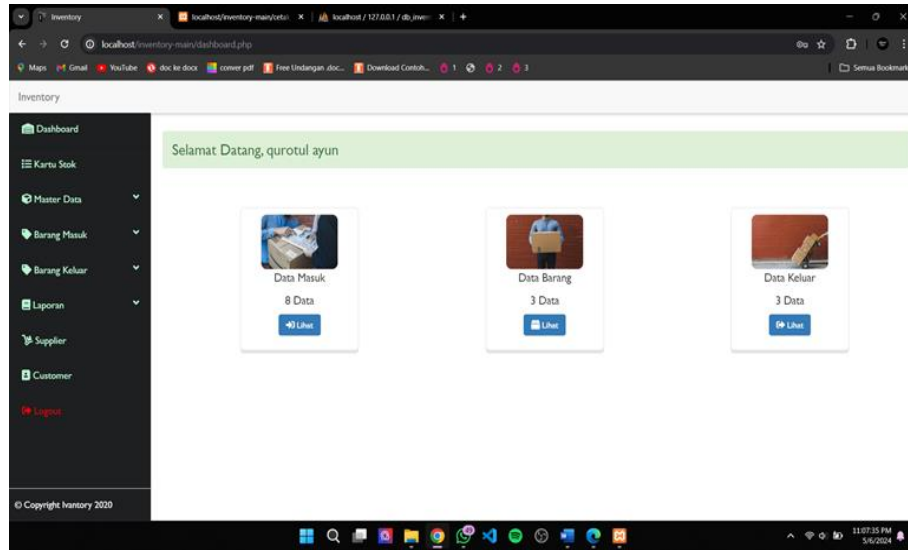 Inventory
localhost/inventory-main/cetak
localhost / 127.0.0.1 / db_inven
localhost/inventory-main/dashboard.php
Maps
Gmail
YouTube
doc ke docx
conver pdf
Free Undangan .doc...
Download Contoh...
1
2
3
Semua Bookmark
Inventory
Dashboard
Kartu Stok
Master Data
Barang Masuk
Barang Keluar
Laporan
Supplier
Customer
Logout
© Copyright Ivantory 2020
Selamat Datang, qurotul ayun
Data Masuk
8 Data
Lihat
Data Barang
3 Data
Lihat
Data Keluar
3 Data
Lihat
11:07:35 PM
5/6/2024